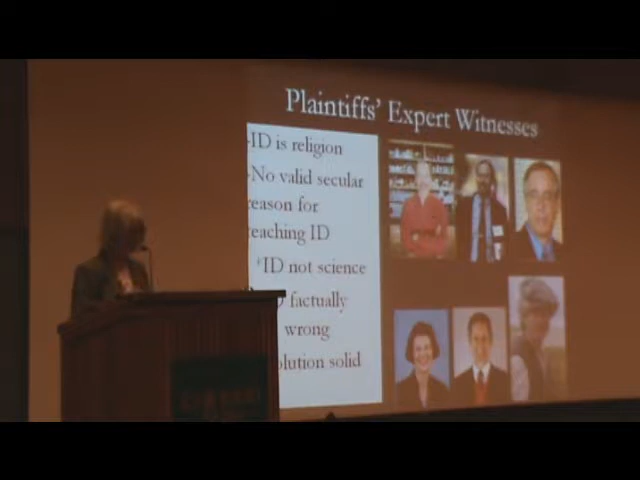 Plaintiffs' Expert Witnesses
ID is religion
No valid secular
reason for
eaching ID
ID not science
factually
wrong
olution solid